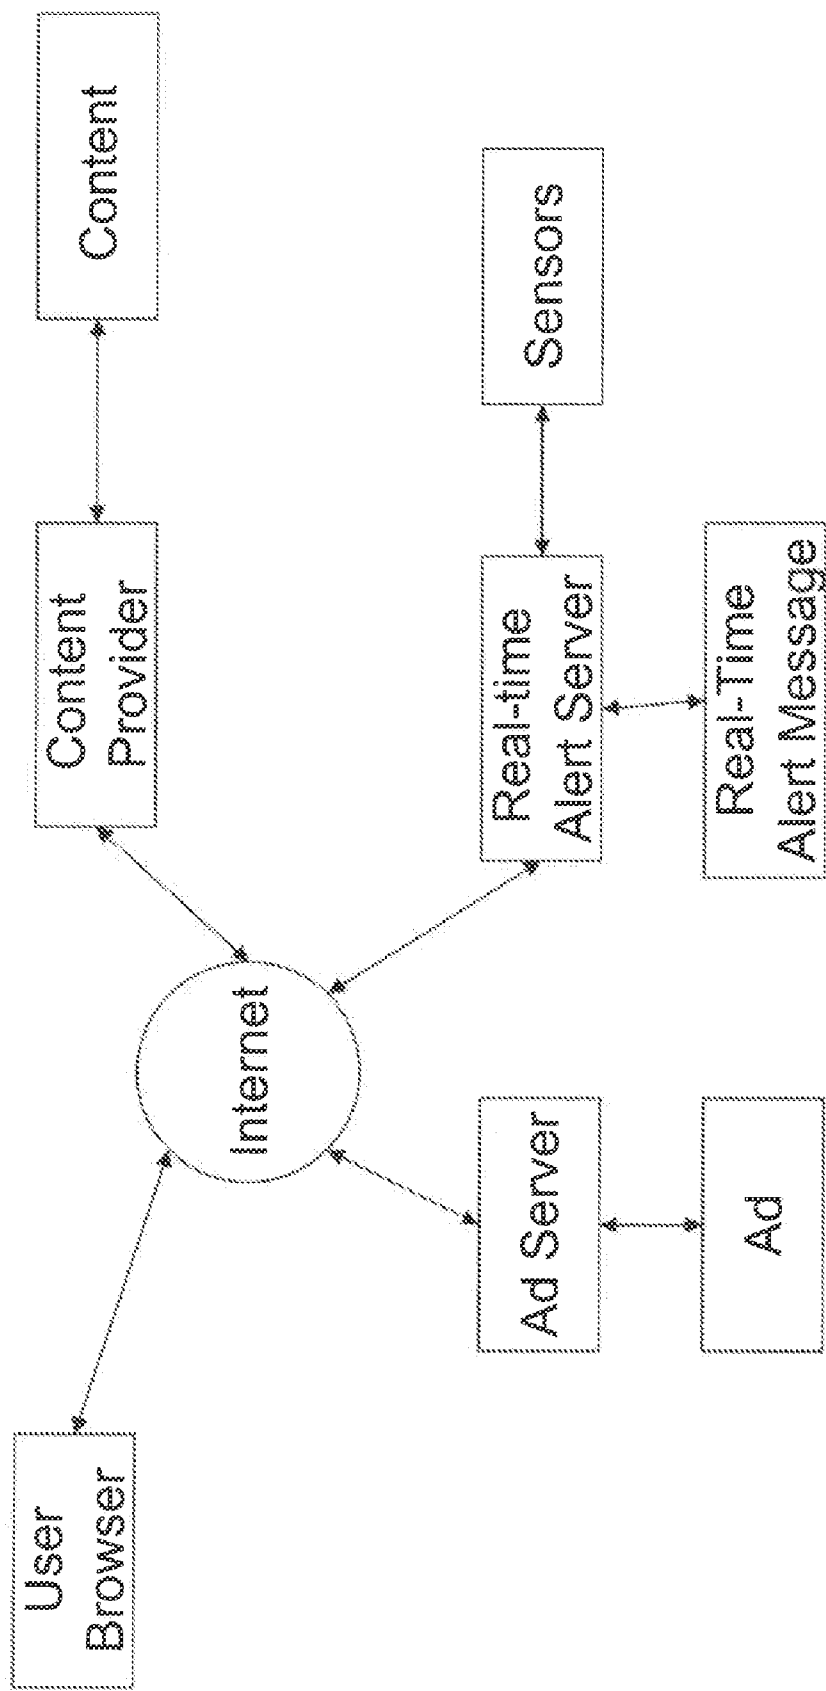 User
Browser
Internet
Content
Provider
Content
Ad Server
Ad
Real-time
Alert Server
Sensors
Real-Time
Alert Message